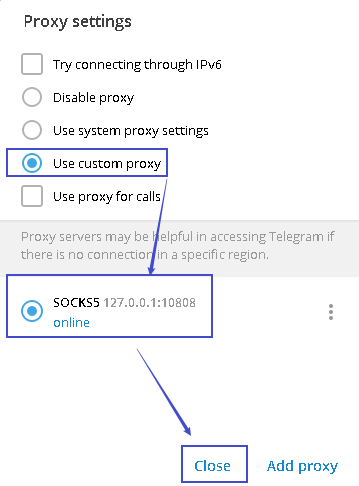 Proxy settings
Try connecting through IPv6
Disable proxy
Use system proxy settings
Use custom proxy
Use proxy for calls
Proxy servers may be helpful in accessing Telegram if
there is no connection in a specific region.
SOCKS5 127.0.0.1:10808
online
Close Add proxy